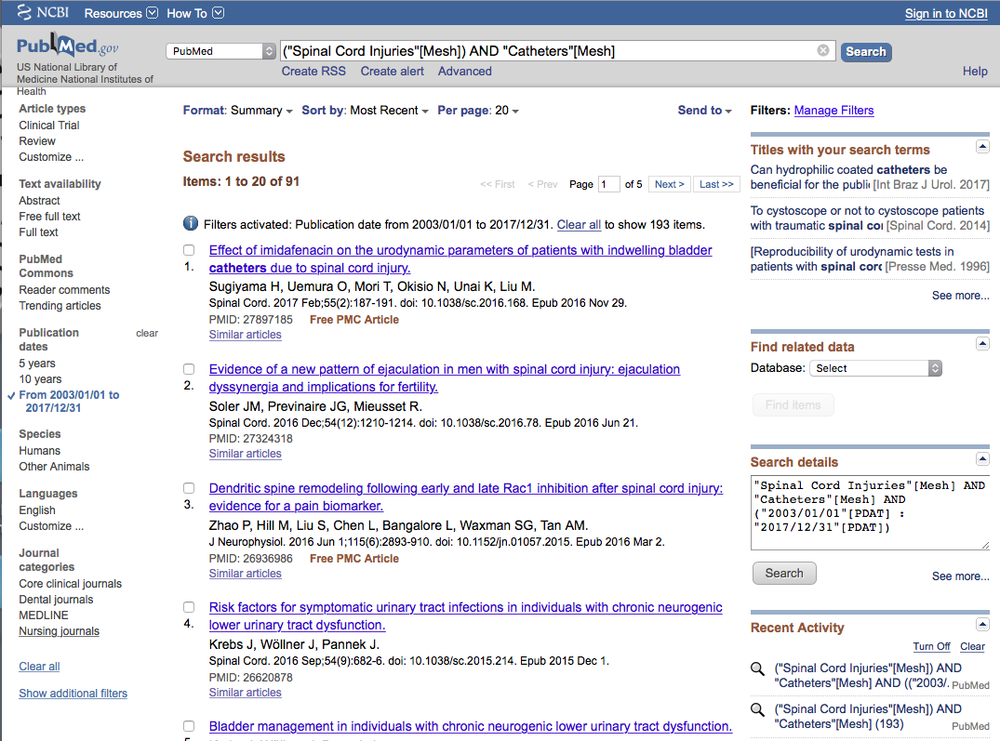 NCBI Resources How To Sign in to NCBI
PubMed.gov
US National Library of
Medicine National Institutes of
Health
PubMed
("Spinal Cord Injuries"[Mesh]) AND "Catheters"[Mesh]
Search
Create RSS Create alert Advanced
Help
Article types
Clinical Trial
Review
Customize ...
Text availability
Abstract
Free full text
Full text
PubMed
Commons
Reader comments
Trending articles
Publication
dates
clear
5 years
10 years
From 2003/01/01 to
2017/12/31
Species
Humans
Other Animals
Languages
English
Customize ...
Journal
categories
Core clinical journals
Dental journals
MEDLINE
Nursing journals
Clear all
Show additional filters
Format: Summary Sort by: Most Recent Per page: 20
Send to
Search results
Items: 1 to 20 of 91
<< First < Prev Page 1 of 5 Next > Last >>
Filters activated: Publication date from 2003/01/01 to 2017/12/31. Clear all to show 193 items.
Effect of imidafenacin on the urodynamic parameters of patients with indwelling bladder
1. catheters due to spinal cord injury.
Sugiyama H, Uemura O, Mori T, Okisio N, Unai K, Liu M.
Spinal Cord. 2017 Feb;55(2):187-191. doi: 10.1038/sc.2016.168. Epub 2016 Nov 29.
PMID: 27897185 Free PMC Article
Similar articles
Evidence of a new pattern of ejaculation in men with spinal cord injury: ejaculation
2. dyssynergia and implications for fertility.
Soler JM, Previnaire JG, Mieusset R.
Spinal Cord. 2016 Dec;54(12):1210-1214. doi: 10.1038/sc.2016.78. Epub 2016 Jun 21.
PMID: 27324318
Similar articles
Dendritic spine remodeling following early and late Rac1 inhibition after spinal cord injury:
3. evidence for a pain biomarker.
Zhao P, Hill M, Liu S, Chen L, Bangalore L, Waxman SG, Tan AM.
J Neurophysiol. 2016 Jun 1;115(6):2893-910. doi: 10.1152/jn.01057.2015. Epub 2016 Mar 2.
PMID: 26936986 Free PMC Article
Similar articles
Risk factors for symptomatic urinary tract infections in individuals with chronic neurogenic
4. lower urinary tract dysfunction.
Krebs J, Wöllner J, Pannek J.
Spinal Cord. 2016 Sep;54(9):682-6. doi: 10.1038/sc.2015.214. Epub 2015 Dec 1.
PMID: 26620878
Similar articles
Bladder management in individuals with chronic neurogenic lower urinary tract dysfunction.
Filters: Manage Filters
Titles with your search terms
Can hydrophilic coated catheters be
beneficial for the publi [Int Braz J Urol. 2017]
To cystoscope or not to cystoscope patients
with traumatic spinal co [Spinal Cord. 2014]
[Reproducibility of urodynamic tests in
patients with spinal cor [Presse Med. 1996]
See more...
Find related data
Database: Select
Find items
Search details
"Spinal Cord Injuries"[Mesh] AND
"Catheters"[Mesh] AND
("2003/01/01"[PDAT] :
"2017/12/31"[PDAT])
Search
See more...
Recent Activity
Turn Off Clear
("Spinal Cord Injuries"[Mesh]) AND
"Catheters"[Mesh] AND (("2003/. PubMed
("Spinal Cord Injuries"[Mesh]) AND
"Catheters"[Mesh] (193) PubMed